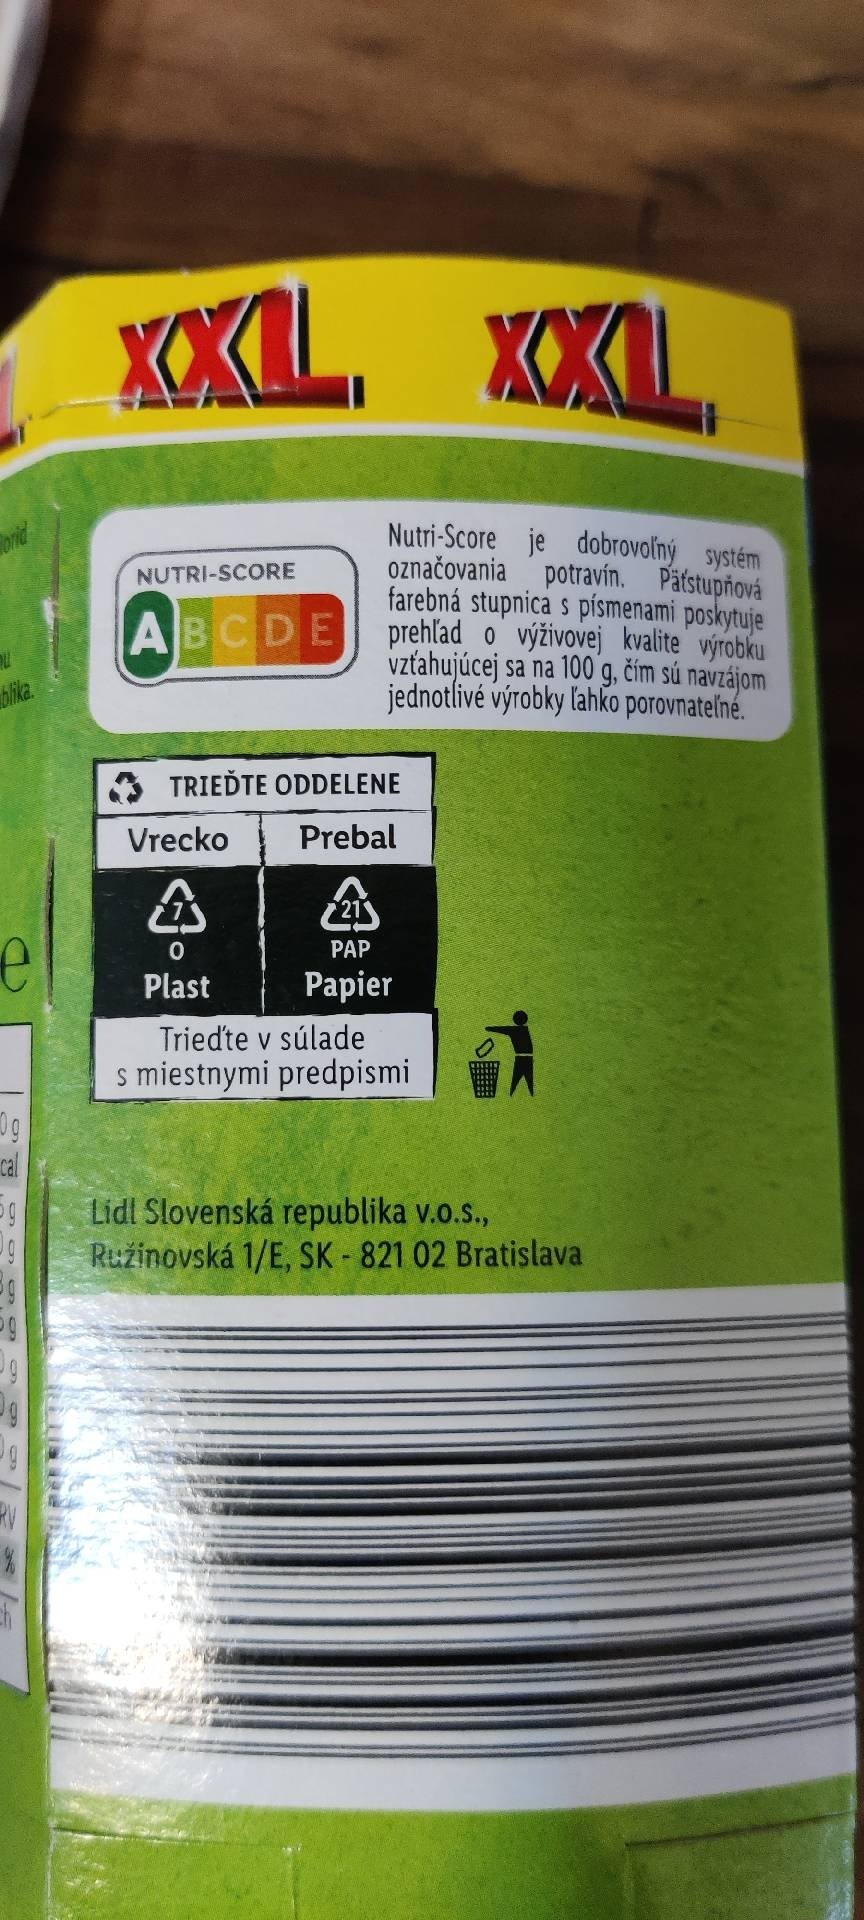 XXL XXL
NUTRI-SCORE
A B C D E
Nutri-Score je dobrovoľný systém
označovania potravín. Päťstupňová
farebná stupnica s písmenami poskytuje
prehľad o výživovej kvalite výrobku
vzťahujúcej sa na 100 g, čím sú navzájom
jednotlivé výrobky ľahko porovnateľné.
TRIEĎTE ODDELENE
Vrecko Prebal
7 21
O PAP
Plast Papier
Trieďte v súlade
s miestnymi predpismi
Lidl Slovenská republika v.o.s.,
Ružinovská 1/E, SK - 821 02 Bratislava